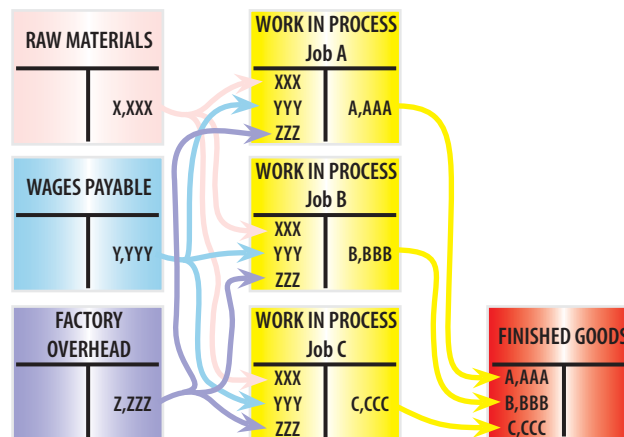 RAW MATERIALS
X,XXX
WORK IN PROCESS
Job A
XXX
YYY
ZZZ
A,AAA
WAGES PAYABLE
Y,YYY
WORK IN PROCESS
Job B
XXX
YYY
ZZZ
B,BBB
FACTORY
OVERHEAD
Z,ZZZ
WORK IN PROCESS
Job C
XXX
YYY
ZZZ
C,CCC
FINISHED GOODS
A,AAA
B,BBB
C,CCC